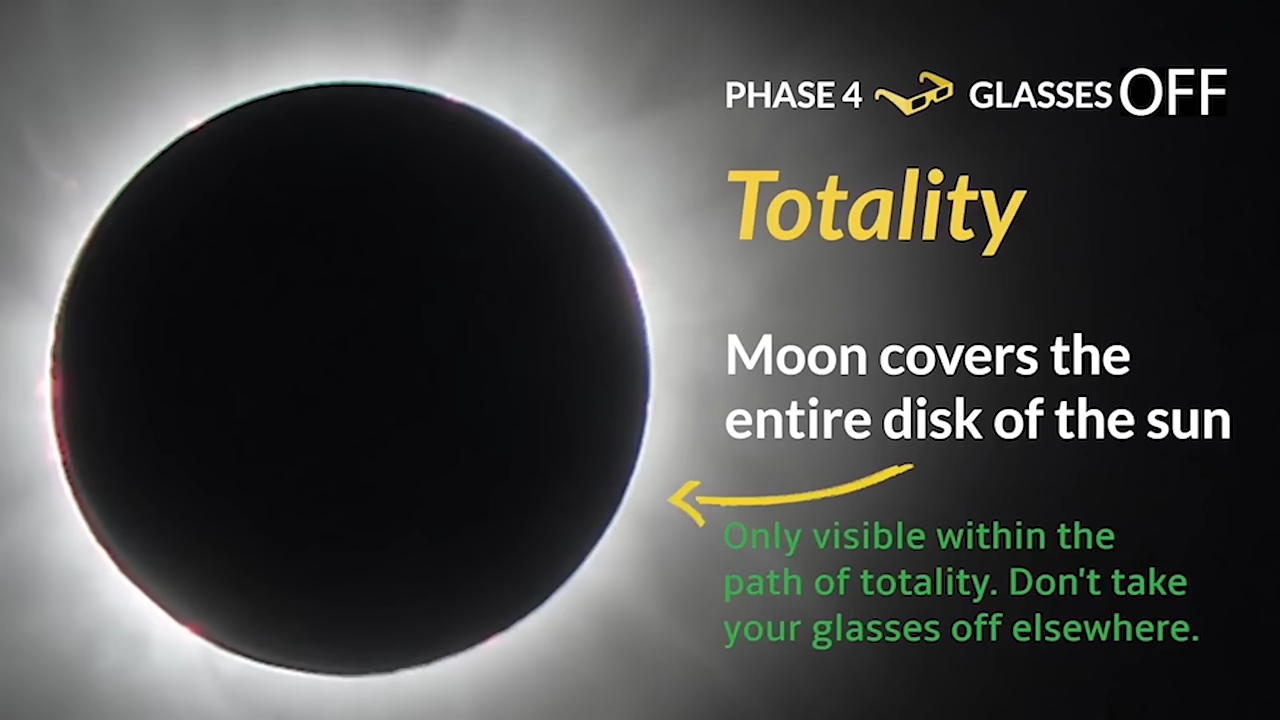 PHASE 4 GLASSES OFF
Totality
Moon covers the
entire disk of the sun
Only visible within the
path of totality. Don't take
your glasses off elsewhere.